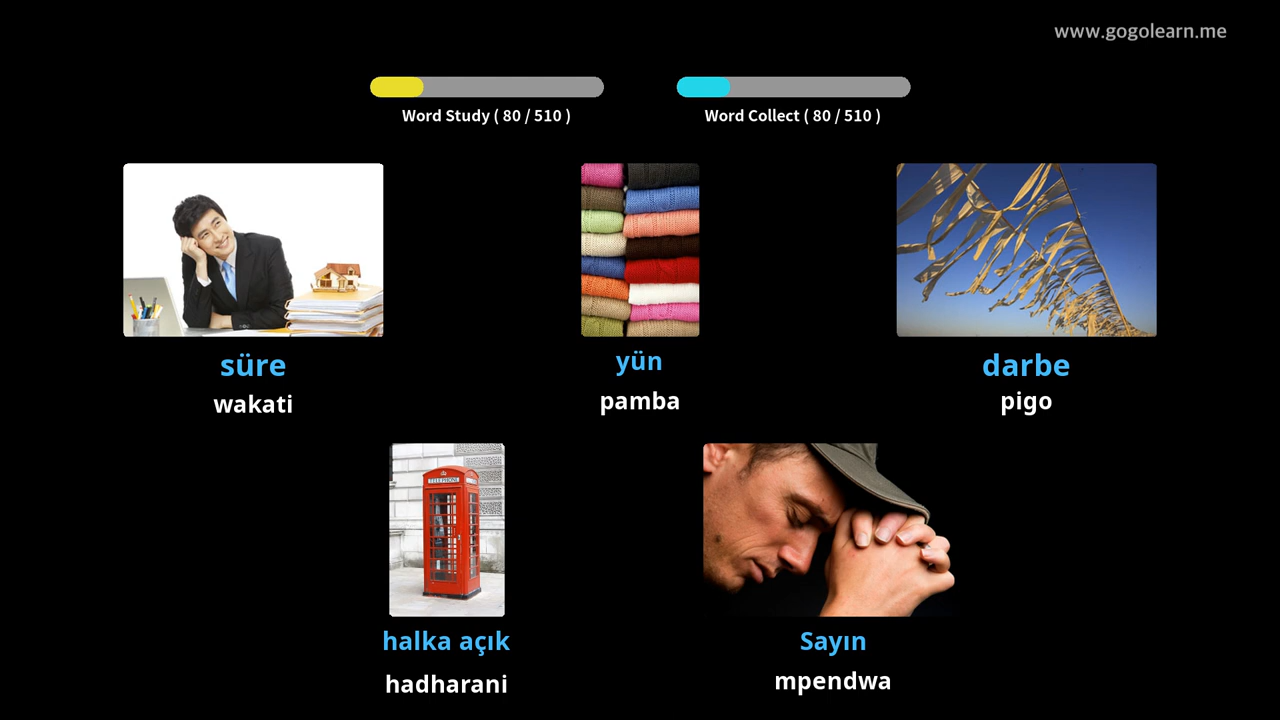 www.gogolearn.me
Word Study ( 80 / 510 )
Word Collect ( 80 / 510 )
süre
wakati
yün
pamba
darbe
pigo
TELEPHONE
halka açık
hadharani
Sayın
mpendwa